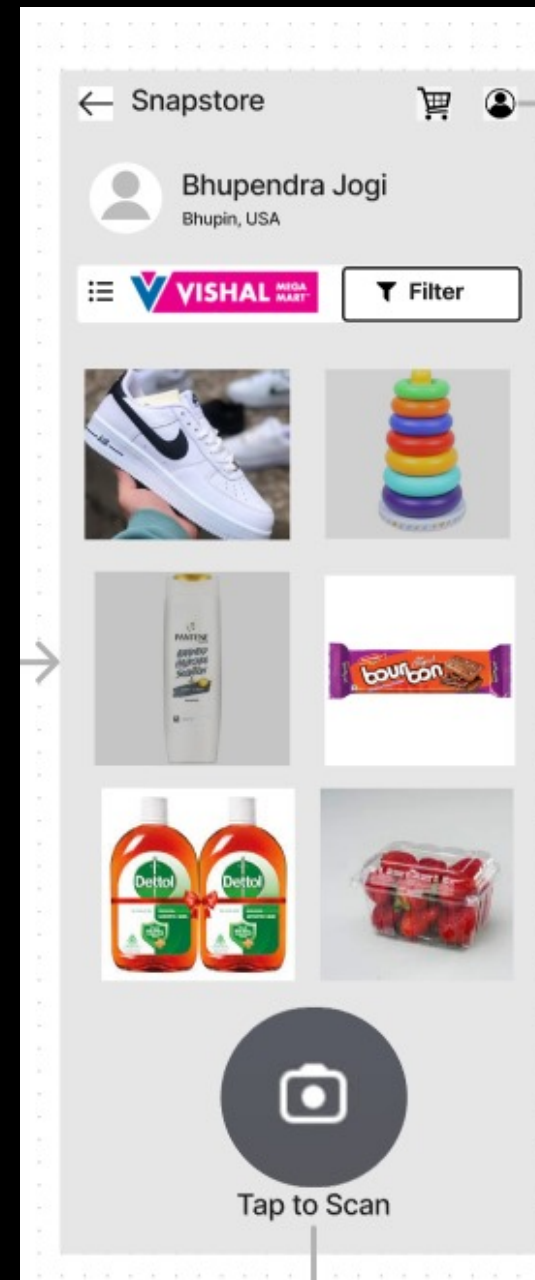 Snapstore
Bhupendra Jogi
Bhupin, USA
VISHAL MEGA MART
Filter
PANTENE
bourbon
Dettol Dettol
Tap to Scan